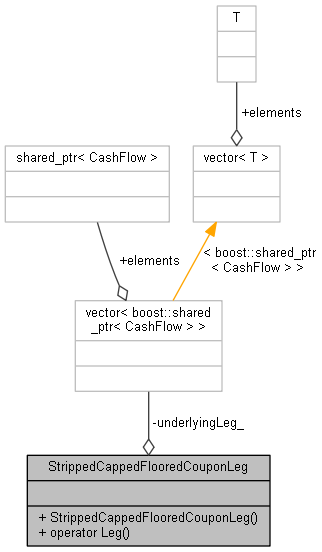 T
+elements
shared_ptr< CashFlow >
vector< T >
< boost::shared_ptr
< CashFlow > >
+elements
vector< boost::shared
_ptr< CashFlow > >
-underlyingLeg_
StrippedCappedFlooredCouponLeg
+ StrippedCappedFlooredCouponLeg()
+ operator Leg()